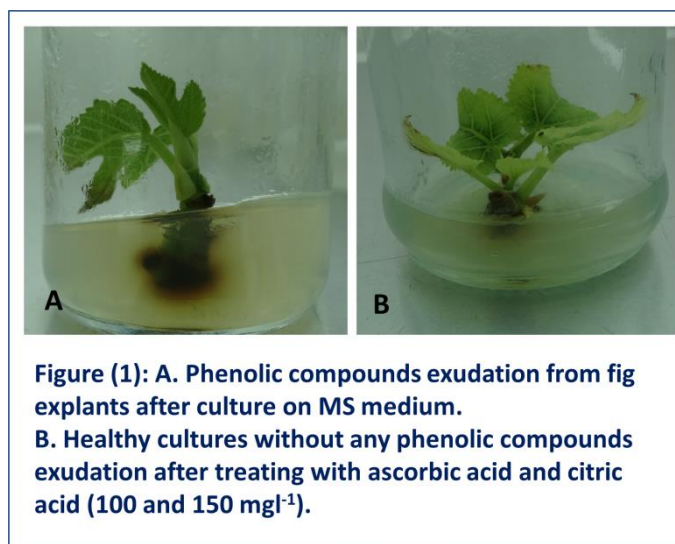 A
B
Figure (1): A. Phenolic compounds exudation from fig
explants after culture on MS medium.
B. Healthy cultures without any phenolic compounds
exudation after treating with ascorbic acid and citric
acid (100 and 150 mgl⁻¹).